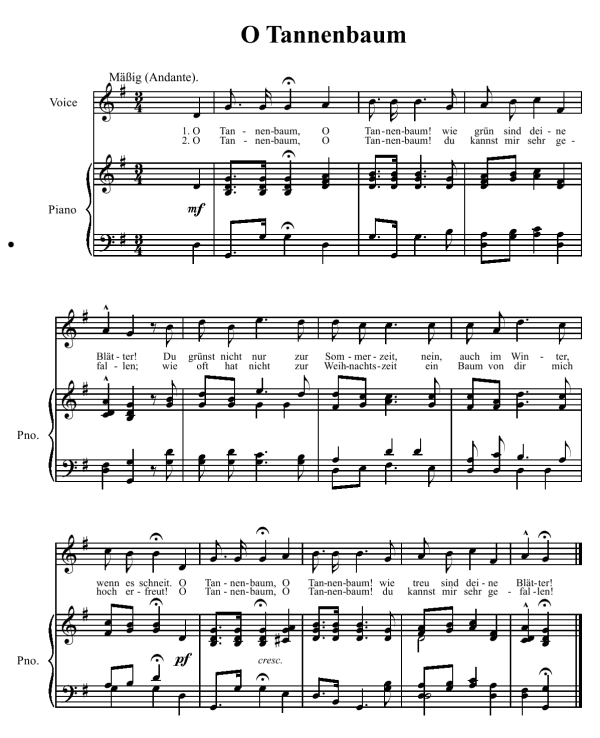 O Tannenbaum
Mäßig (Andante).
Voice
1. O Tan - nen-baum, O Tan-nen-baum! wie grün sind dei - ne
2. O Tan - nen-baum, O Tan-nen-baum! du kannst mir sehr ge -
Piano
mf
Blät - ter! Du grünst nicht nur zur Som - mer- zeit, nein, auch im Win - ter,
fal - len; wie oft hat nicht zur Weih-nachts-zeit ein Baum von dir mich
Pno.
wenn es schneit. O Tan - nen-baum, O Tan-nen-baum! wie treu sind dei - ne Blät-ter!
hoch er - freut! O Tan - nen-baum, O Tan-nen-baum! du kannst mir sehr ge - fal - len!
Pno.
pf
cresc.